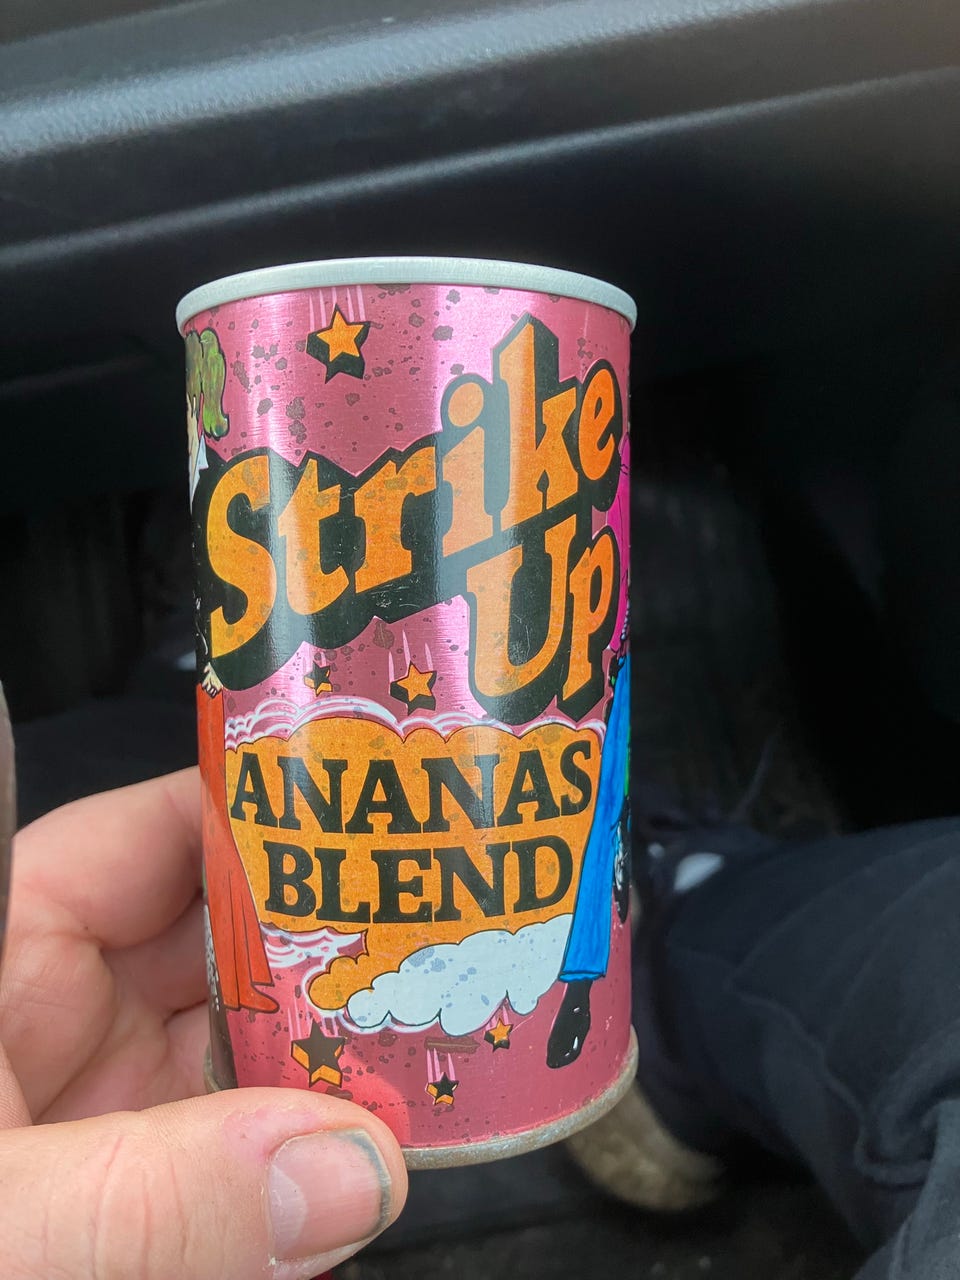 Strike
Up
ANANAS
BLEND